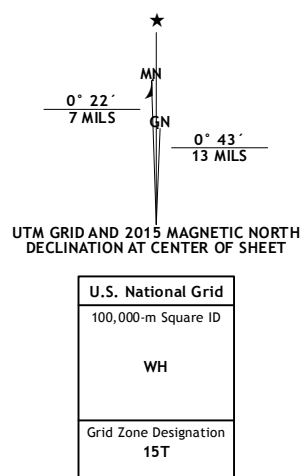 ★
MN
0° 22´
7 MILS
GN
0° 43´
13 MILS
UTM GRID AND 2015 MAGNETIC NORTH
DECLINATION AT CENTER OF SHEET
U.S. National Grid
100,000-m Square ID
WH
Grid Zone Designation
15T